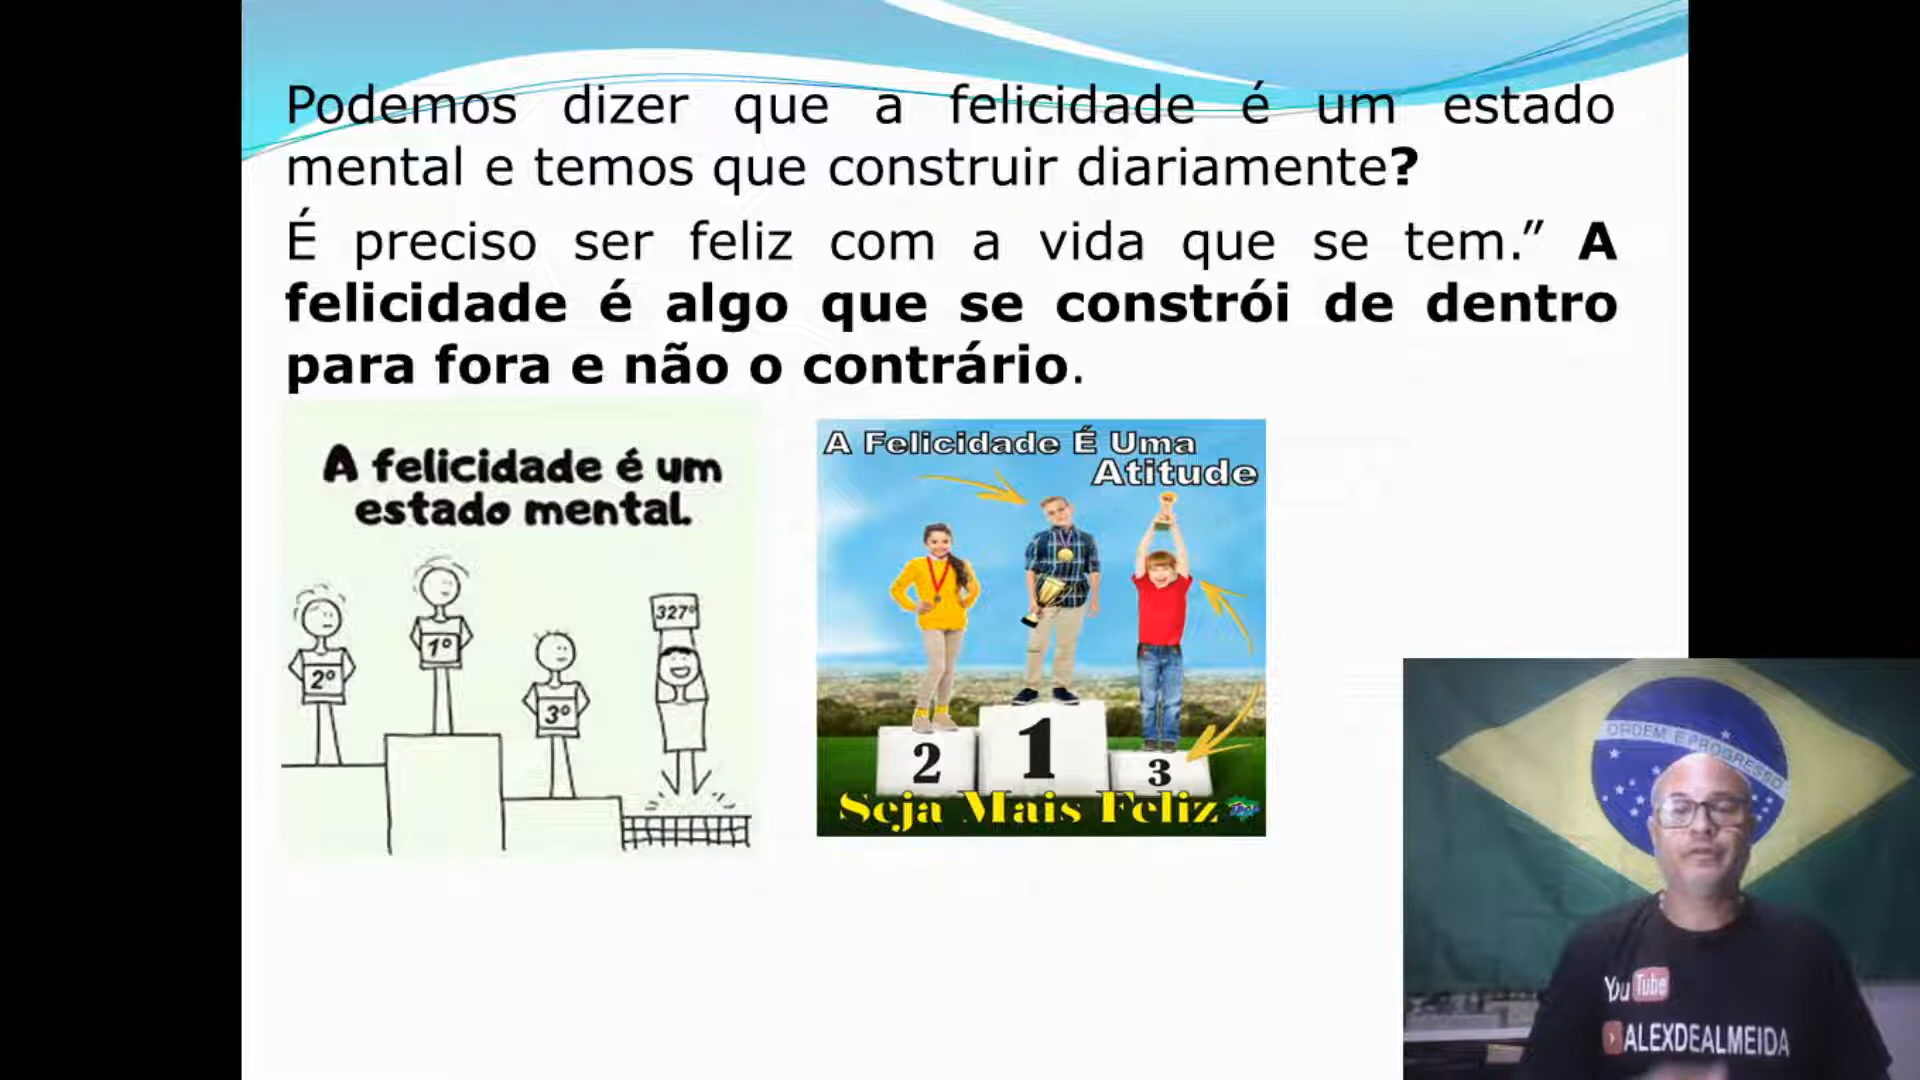 Podemos dizer que a felicidade é um estado
mental e temos que construir diariamente?
É preciso ser feliz com a vida que se tem.” A
felicidade é algo que se constrói de dentro
para fora e não o contrário.
A felicidade é um
estado mental.
2º
1º
3º
327º
A Felicidade É Uma
Atitude
2
1
3
Seja Mais Feliz
ORDEM E PROGRESSO
YouTube
ALEXDEALMEIDA